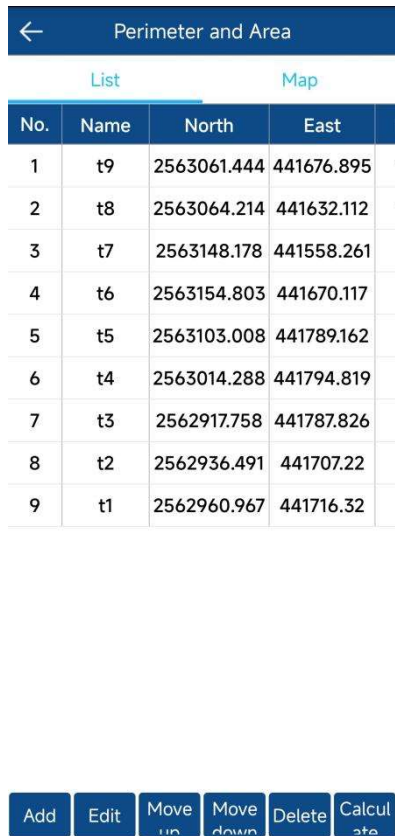 Perimeter and Area
List Map
No. Name North East
1 t9 2563061.444 441676.895
2 t8 2563064.214 441632.112
3 t7 2563148.178 441558.261
4 t6 2563154.803 441670.117
5 t5 2563103.008 441789.162
6 t4 2563014.288 441794.819
7 t3 2562917.758 441787.826
8 t2 2562936.491 441707.22
9 t1 2562960.967 441716.32
Add Edit Move Move Delete Calcul
up down ate